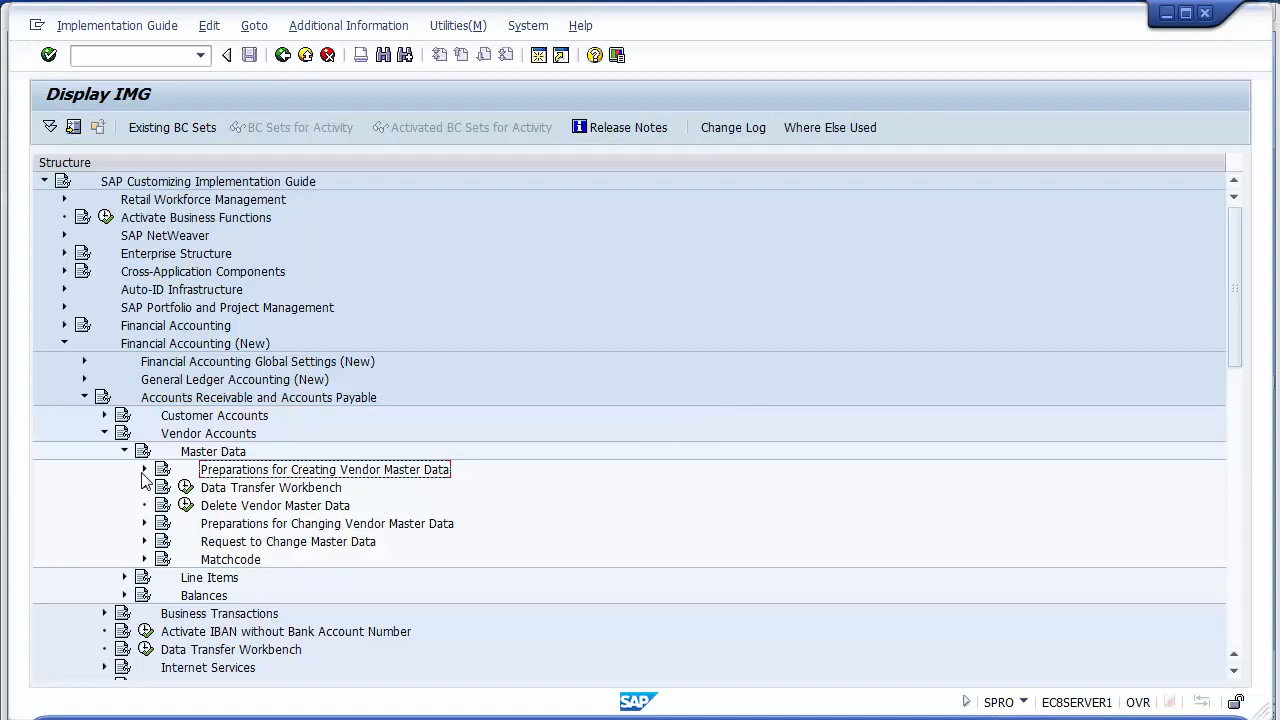 Implementation Guide Edit Goto Additional Information Utilities(M) System Help
Display IMG
Existing BC Sets BC Sets for Activity Activated BC Sets for Activity Release Notes Change Log Where Else Used
Structure
SAP Customizing Implementation Guide
Retail Workforce Management
Activate Business Functions
SAP NetWeaver
Enterprise Structure
Cross-Application Components
Auto-ID Infrastructure
SAP Portfolio and Project Management
Financial Accounting
Financial Accounting (New)
Financial Accounting Global Settings (New)
General Ledger Accounting (New)
Accounts Receivable and Accounts Payable
Customer Accounts
Vendor Accounts
Master Data
Preparations for Creating Vendor Master Data
Data Transfer Workbench
Delete Vendor Master Data
Preparations for Changing Vendor Master Data
Request to Change Master Data
Matchcode
Line Items
Balances
Business Transactions
Activate IBAN without Bank Account Number
Data Transfer Workbench
Internet Services
SAP SPRO EC8SERVER1 OVR